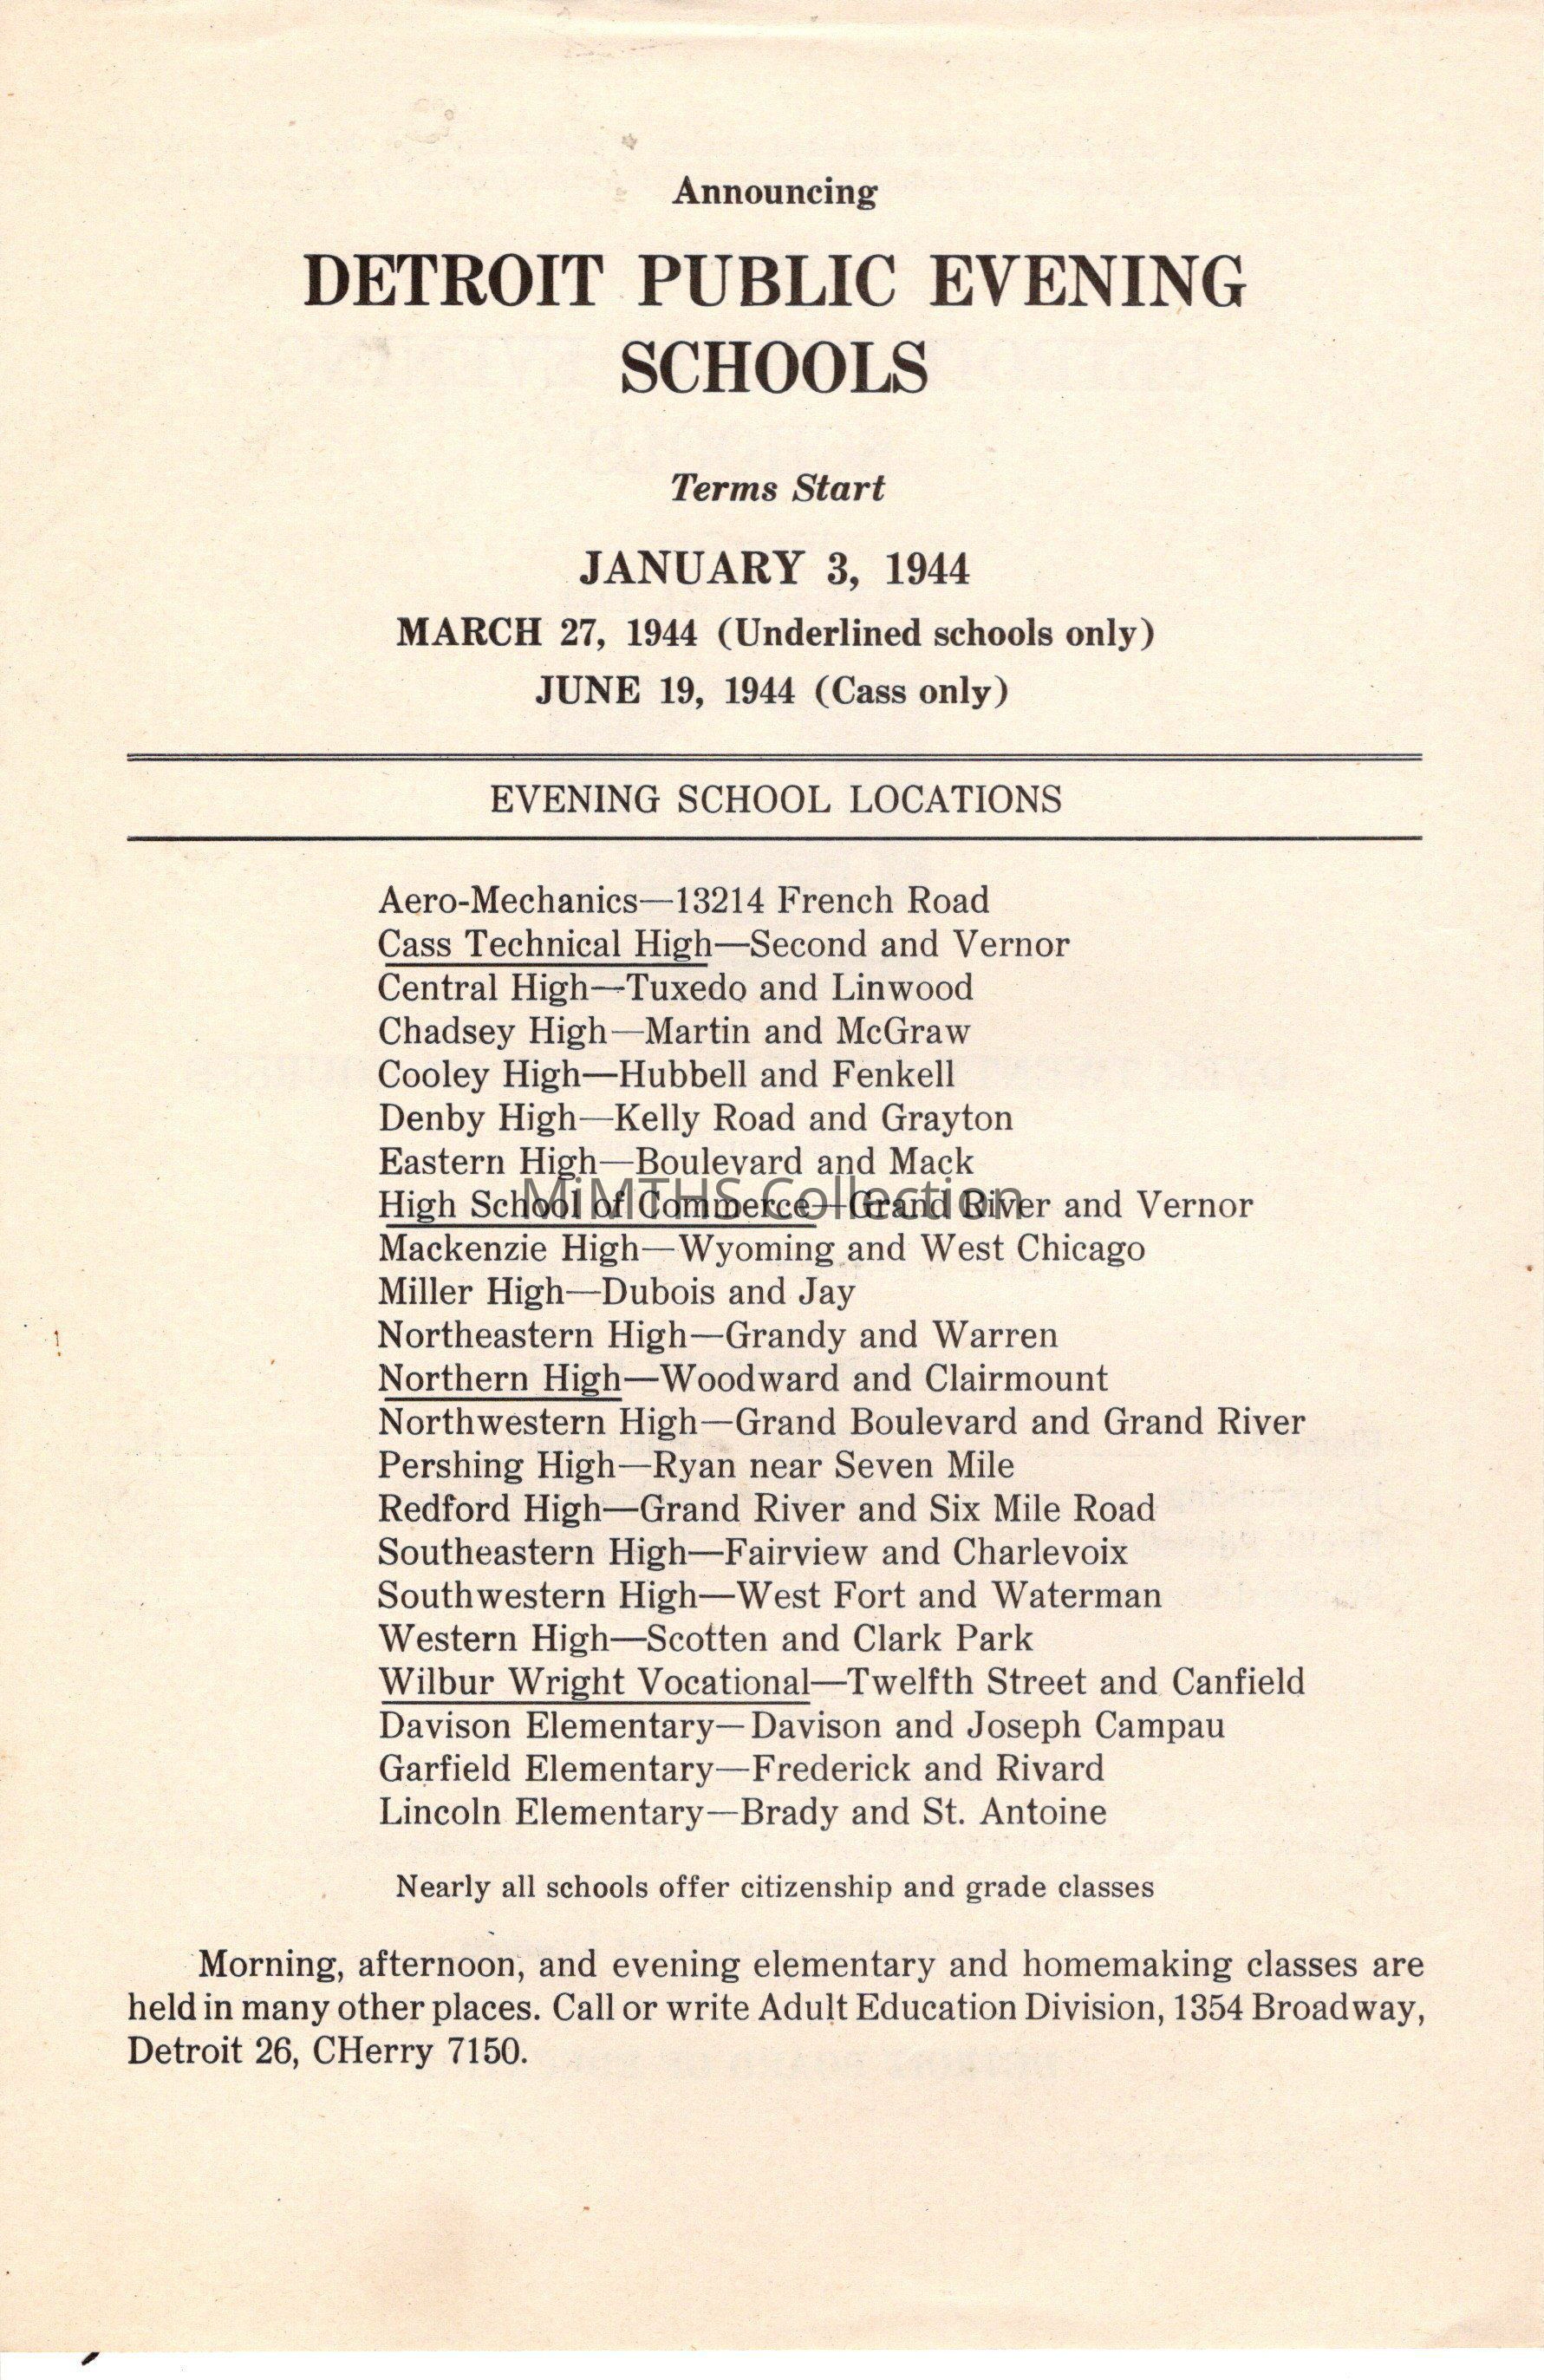 Announcing
DETROIT PUBLIC EVENING
SCHOOLS
Terms Start
JANUARY 3, 1944
MARCH 27, 1944 (Underlined schools only)
JUNE 19, 1944 (Cass only)
EVENING SCHOOL LOCATIONS
Aero-Mechanics—13214 French Road
Cass Technical High—Second and Vernor
Central High—Tuxedo and Linwood
Chadsey High—Martin and McGraw
Cooley High—Hubbell and Fenkell
Denby High—Kelly Road and Grayton
Eastern High—Boulevard and Mack
High School of Commerce—Grand River and Vernor
MiMTHS Collection
Mackenzie High—Wyoming and West Chicago
Miller High—Dubois and Jay
Northeastern High—Grandy and Warren
Northern High—Woodward and Clairmount
Northwestern High—Grand Boulevard and Grand River
Pershing High—Ryan near Seven Mile
Redford High—Grand River and Six Mile Road
Southeastern High—Fairview and Charlevoix
Southwestern High—West Fort and Waterman
Western High—Scotten and Clark Park
Wilbur Wright Vocational—Twelfth Street and Canfield
Davison Elementary—Davison and Joseph Campau
Garfield Elementary—Frederick and Rivard
Lincoln Elementary—Brady and St. Antoine
Nearly all schools offer citizenship and grade classes
Morning, afternoon, and evening elementary and homemaking classes are
held in many other places. Call or write Adult Education Division, 1354 Broadway,
Detroit 26, CHerry 7150.